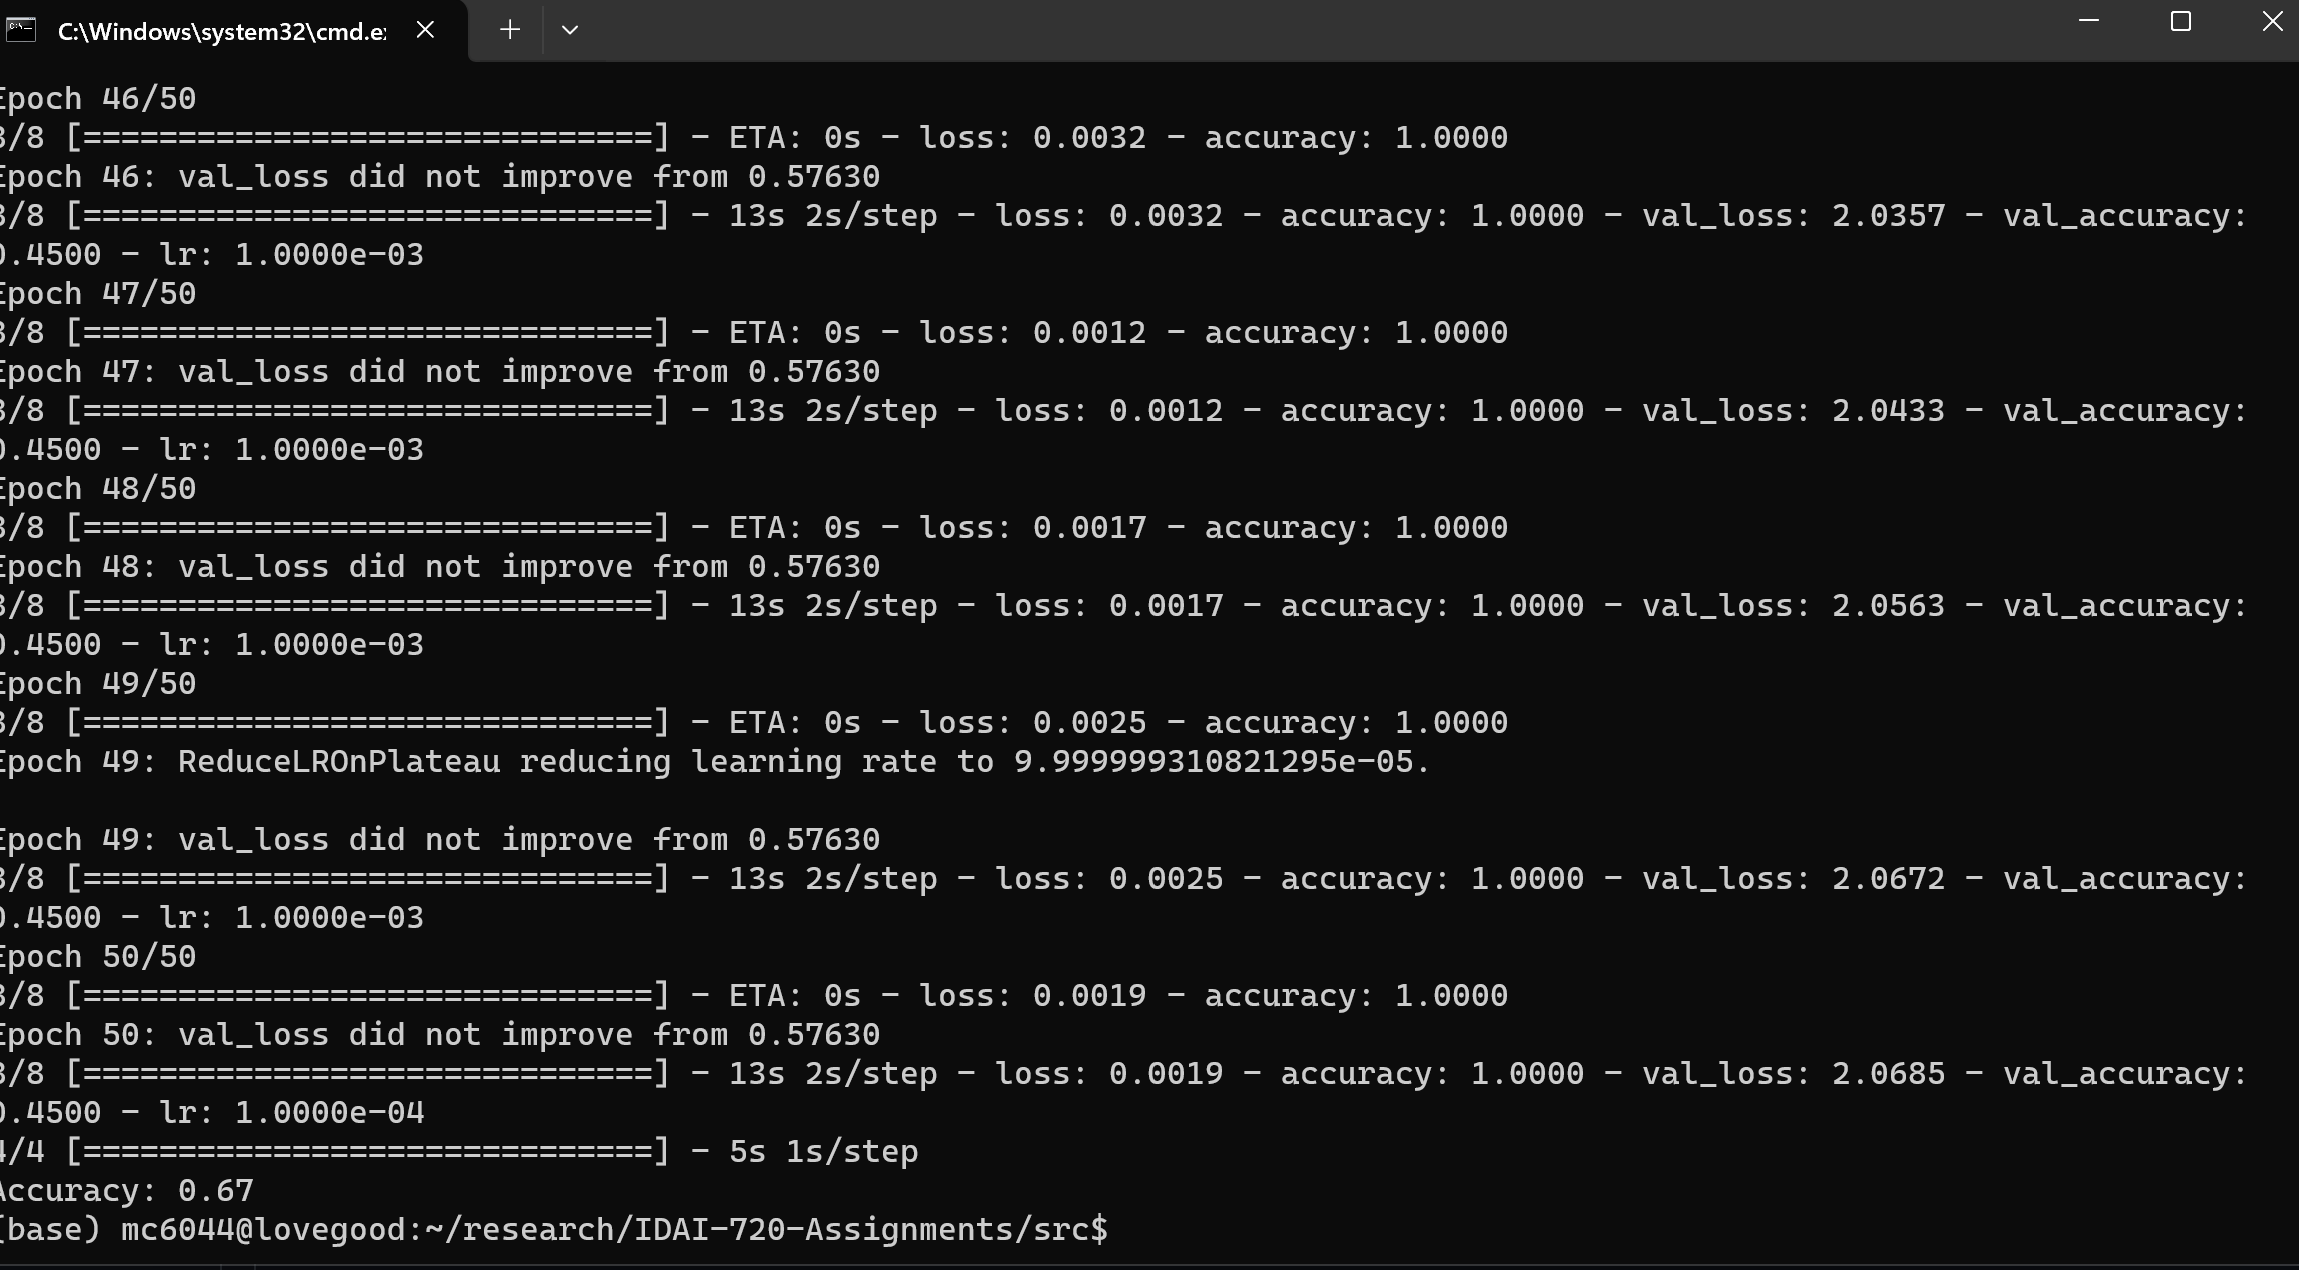 C:\Windows\system32\cmd.e
Epoch 46/50
8/8 [==============================] - ETA: 0s - loss: 0.0032 - accuracy: 1.0000
Epoch 46: val_loss did not improve from 0.57630
8/8 [==============================] - 13s 2s/step - loss: 0.0032 - accuracy: 1.0000 - val_loss: 2.0357 - val_accuracy:
0.4500 - lr: 1.0000e-03
Epoch 47/50
8/8 [==============================] - ETA: 0s - loss: 0.0012 - accuracy: 1.0000
Epoch 47: val_loss did not improve from 0.57630
8/8 [==============================] - 13s 2s/step - loss: 0.0012 - accuracy: 1.0000 - val_loss: 2.0433 - val_accuracy:
0.4500 - lr: 1.0000e-03
Epoch 48/50
8/8 [==============================] - ETA: 0s - loss: 0.0017 - accuracy: 1.0000
Epoch 48: val_loss did not improve from 0.57630
8/8 [==============================] - 13s 2s/step - loss: 0.0017 - accuracy: 1.0000 - val_loss: 2.0563 - val_accuracy:
0.4500 - lr: 1.0000e-03
Epoch 49/50
8/8 [==============================] - ETA: 0s - loss: 0.0025 - accuracy: 1.0000
Epoch 49: ReduceLROnPlateau reducing learning rate to 9.999999310821295e-05.
Epoch 49: val_loss did not improve from 0.57630
8/8 [==============================] - 13s 2s/step - loss: 0.0025 - accuracy: 1.0000 - val_loss: 2.0672 - val_accuracy:
0.4500 - lr: 1.0000e-03
Epoch 50/50
8/8 [==============================] - ETA: 0s - loss: 0.0019 - accuracy: 1.0000
Epoch 50: val_loss did not improve from 0.57630
8/8 [==============================] - 13s 2s/step - loss: 0.0019 - accuracy: 1.0000 - val_loss: 2.0685 - val_accuracy:
0.4500 - lr: 1.0000e-04
4/4 [==============================] - 5s 1s/step
Accuracy: 0.67
(base) mc6044@lovegood:~/research/IDAI-720-Assignments/src$